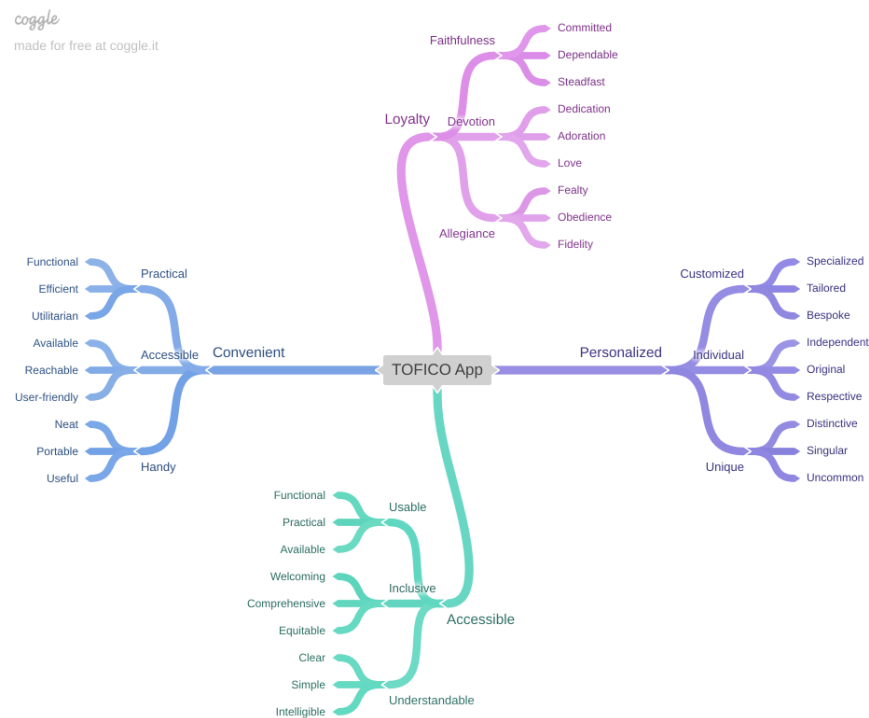 coggle
made for free at coggle.it
TOFICO App
Loyalty
Faithfulness
Committed
Dependable
Steadfast
Devotion
Dedication
Adoration
Love
Allegiance
Fealty
Obedience
Fidelity
Personalized
Customized
Specialized
Tailored
Bespoke
Individual
Independent
Original
Respective
Unique
Distinctive
Singular
Uncommon
Convenient
Practical
Functional
Efficient
Utilitarian
Accessible
Available
Reachable
User-friendly
Handy
Neat
Portable
Useful
Accessible
Usable
Functional
Practical
Available
Inclusive
Welcoming
Comprehensive
Equitable
Understandable
Clear
Simple
Intelligible